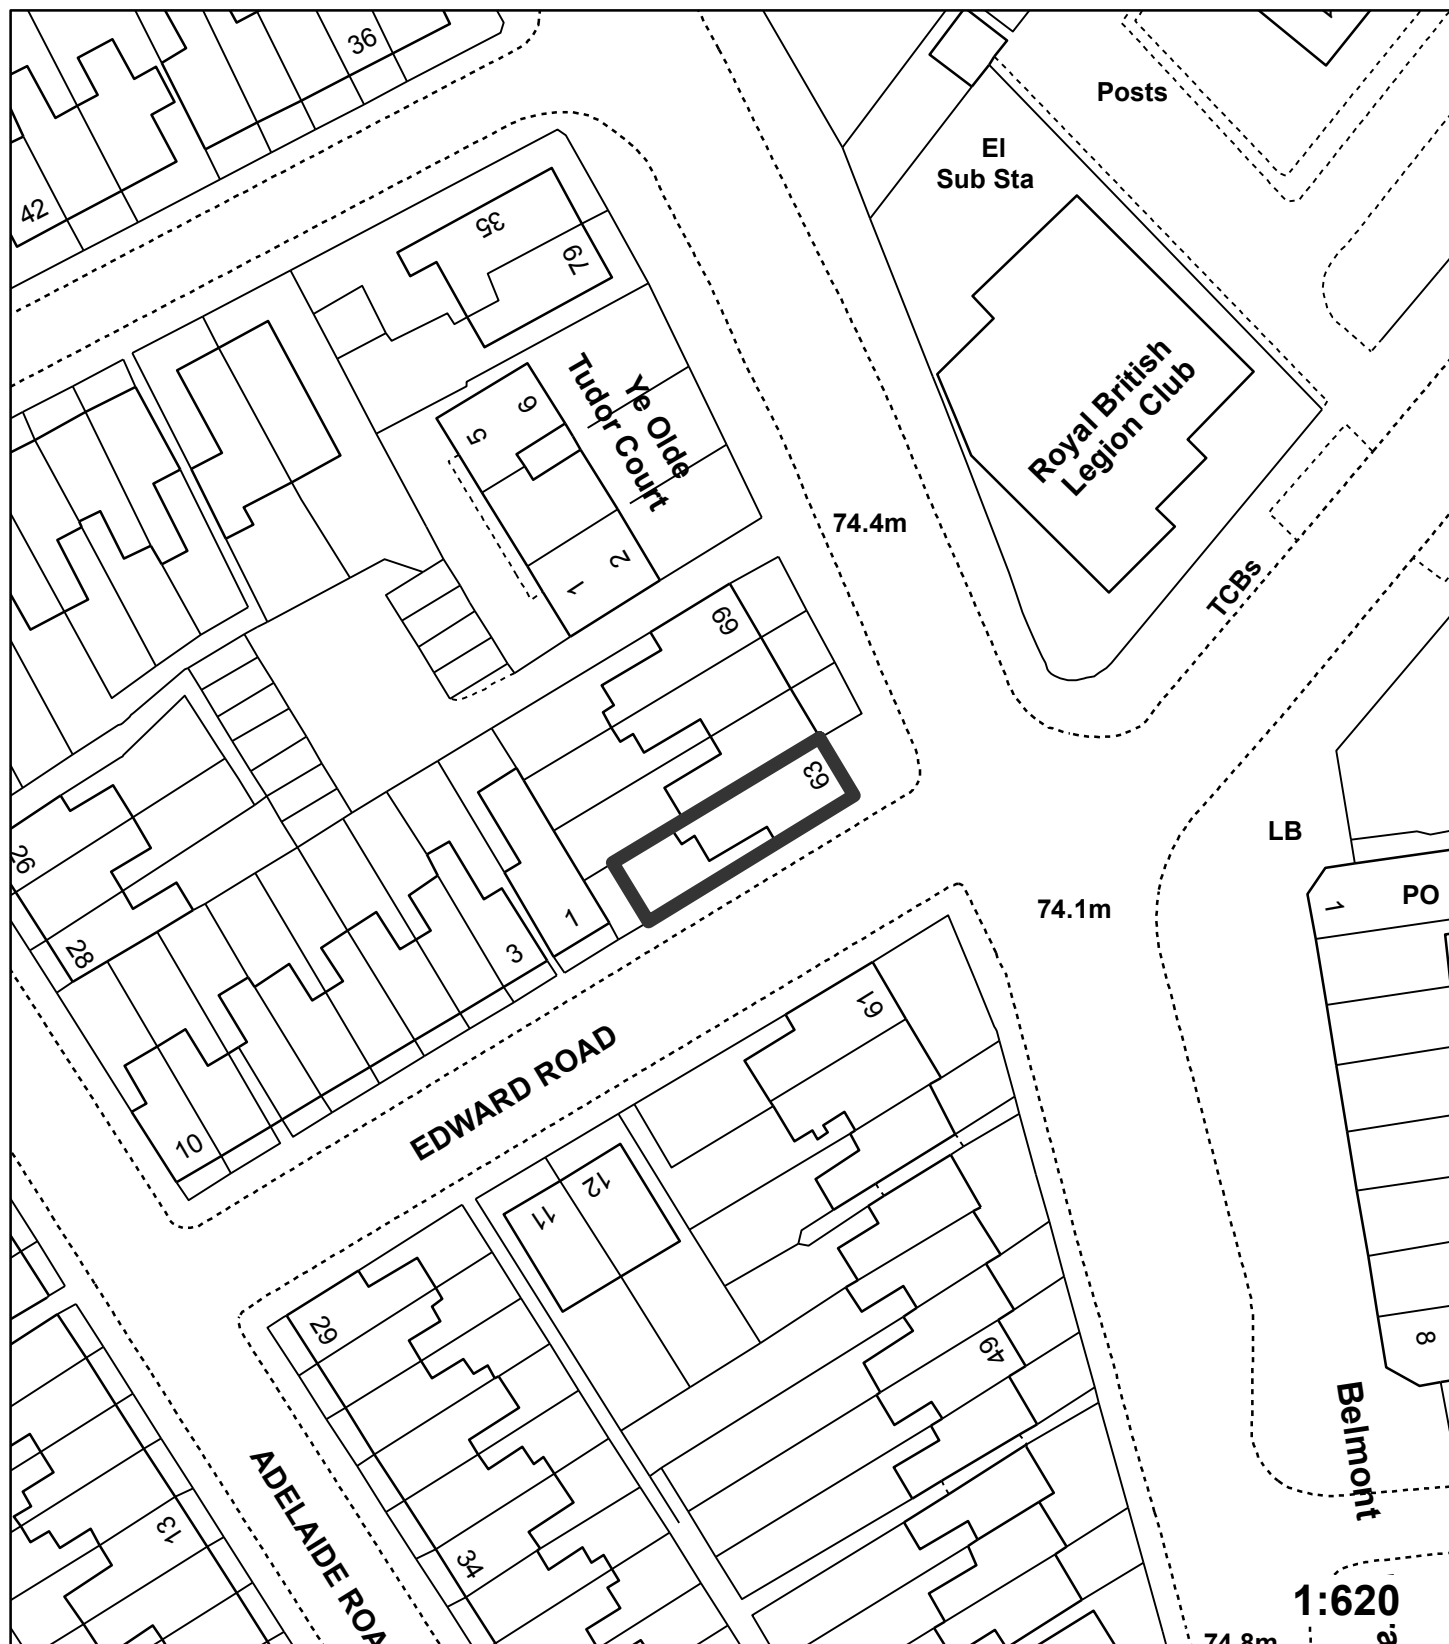 36
Posts
El
Sub Sta
42
35
79
Ye Olde
Tudor Court
Royal British
Legion Club
6
5
74.4m
2
1
TCBs
69
63
LB
26
1
PO
1
74.1m
28
3
61
EDWARD ROAD
10
12
11
29
49
8
Belmont
ADELAIDE ROA
13
34
1:620
74.8m